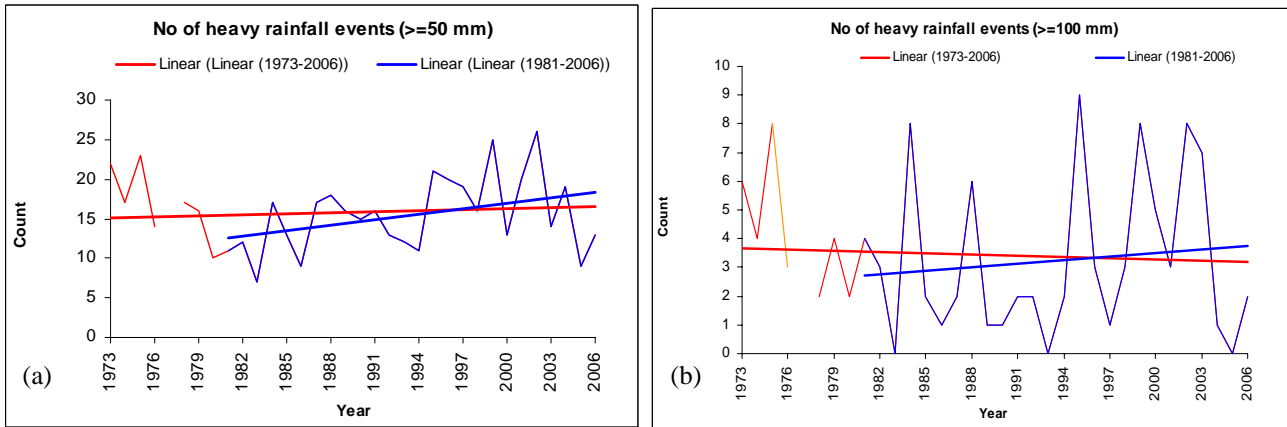 No of heavy rainfall events (>=50 mm)
Linear (Linear (1973-2006)) Linear (Linear (1981-2006))
30
25
20
15
10
5
0
Count
1973 1976 1979 1982 1985 1988 1991 1994 1997 2000 2003 2006
Year
(a)
No of heavy rainfall events (>=100 mm)
Linear (1973-2006) Linear (1981-2006)
10
9
8
7
6
5
4
3
2
1
0
Count
1973 1976 1979 1982 1985 1988 1991 1994 1997 2000 2003 2006
Year
(b)